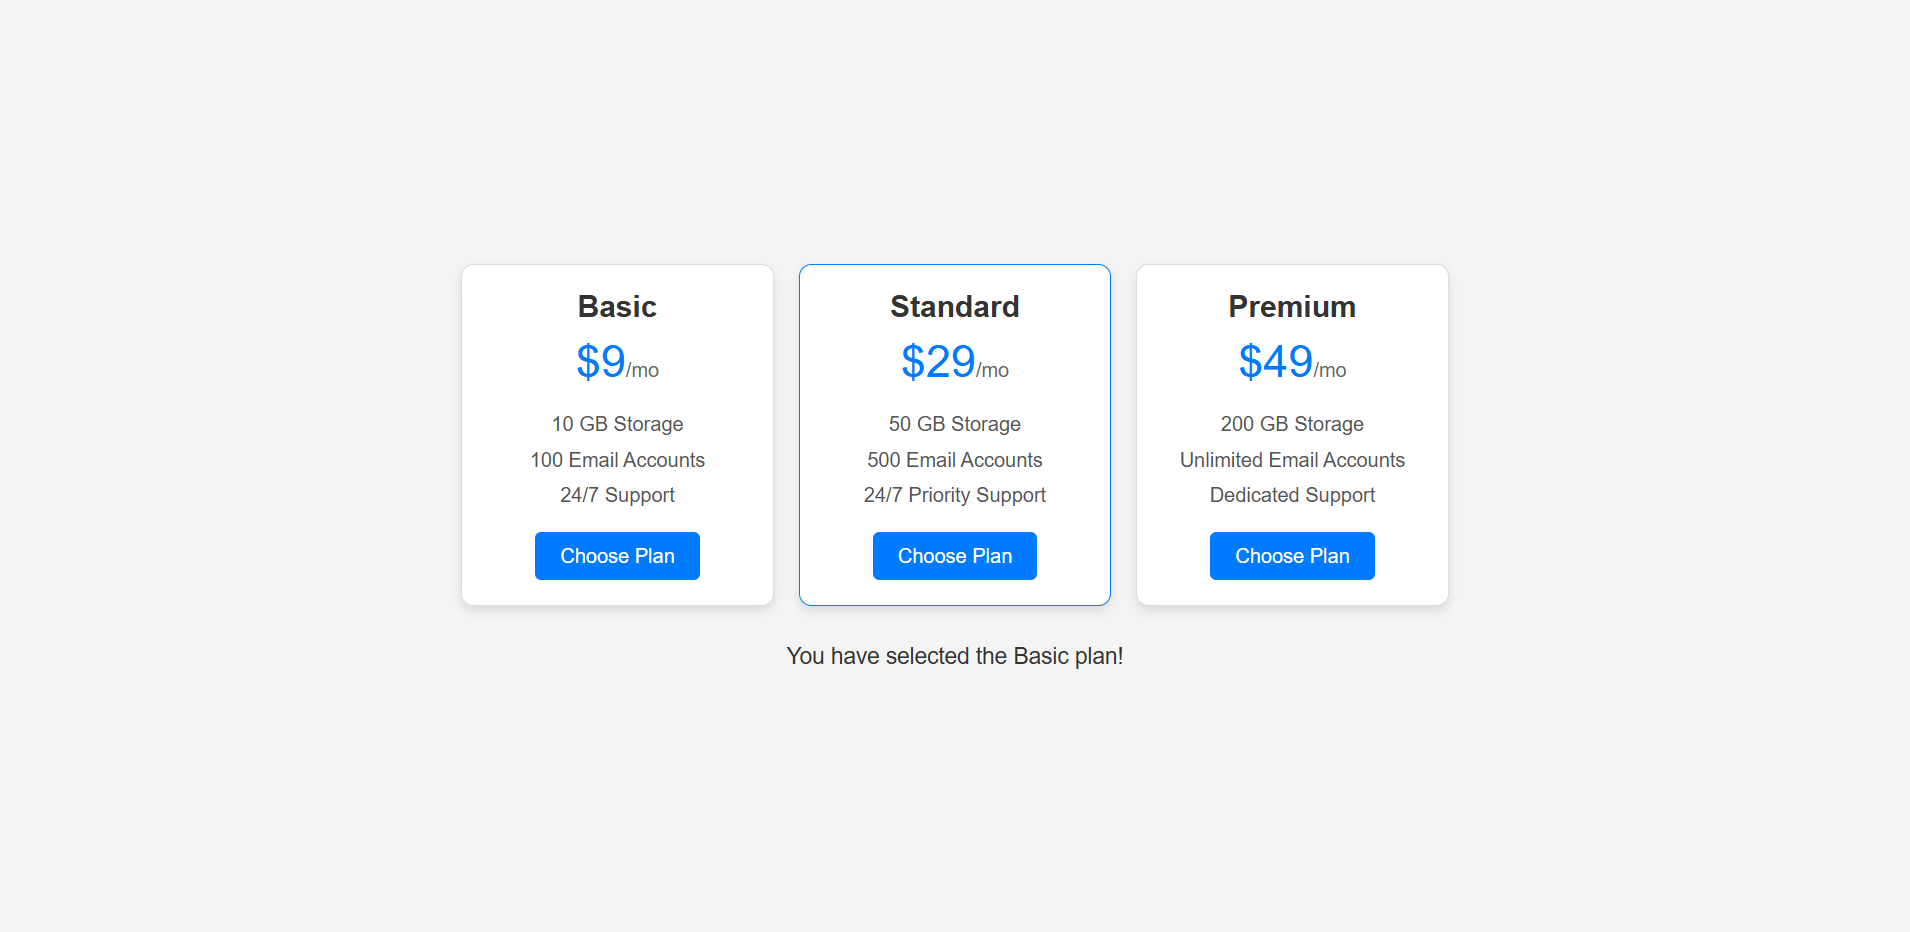 Basic
$9/mo
10 GB Storage
100 Email Accounts
24/7 Support
Choose Plan
Standard
$29/mo
50 GB Storage
500 Email Accounts
24/7 Priority Support
Choose Plan
Premium
$49/mo
200 GB Storage
Unlimited Email Accounts
Dedicated Support
Choose Plan
You have selected the Basic plan!